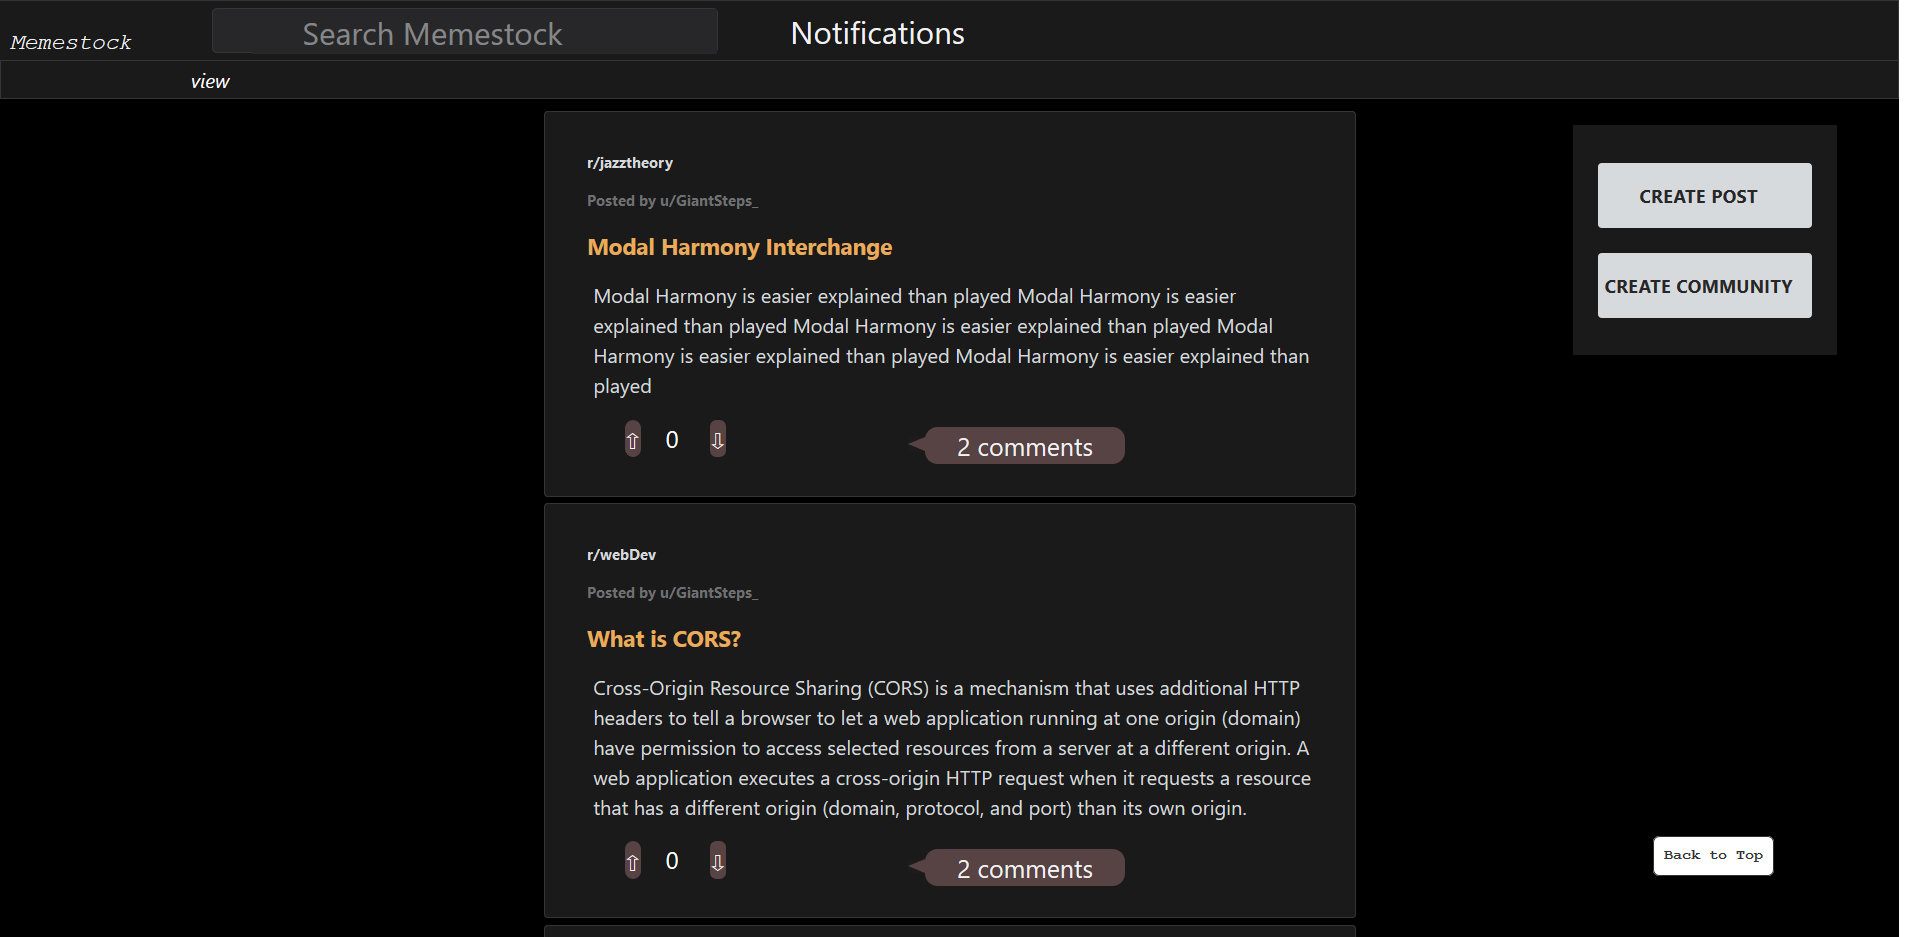 Memestock
Search Memestock
Notifications
view
r/jazztheory
Posted by u/GiantSteps_
Modal Harmony Interchange
Modal Harmony is easier explained than played Modal Harmony is easier
explained than played Modal Harmony is easier explained than played Modal
Harmony is easier explained than played Modal Harmony is easier explained than
played
⇧ 0 ⇩ 2 comments
r/webDev
Posted by u/GiantSteps_
What is CORS?
Cross-Origin Resource Sharing (CORS) is a mechanism that uses additional HTTP
headers to tell a browser to let a web application running at one origin (domain)
have permission to access selected resources from a server at a different origin. A
web application executes a cross-origin HTTP request when it requests a resource
that has a different origin (domain, protocol, and port) than its own origin.
⇧ 0 ⇩ 2 comments
CREATE POST
CREATE COMMUNITY
Back to Top